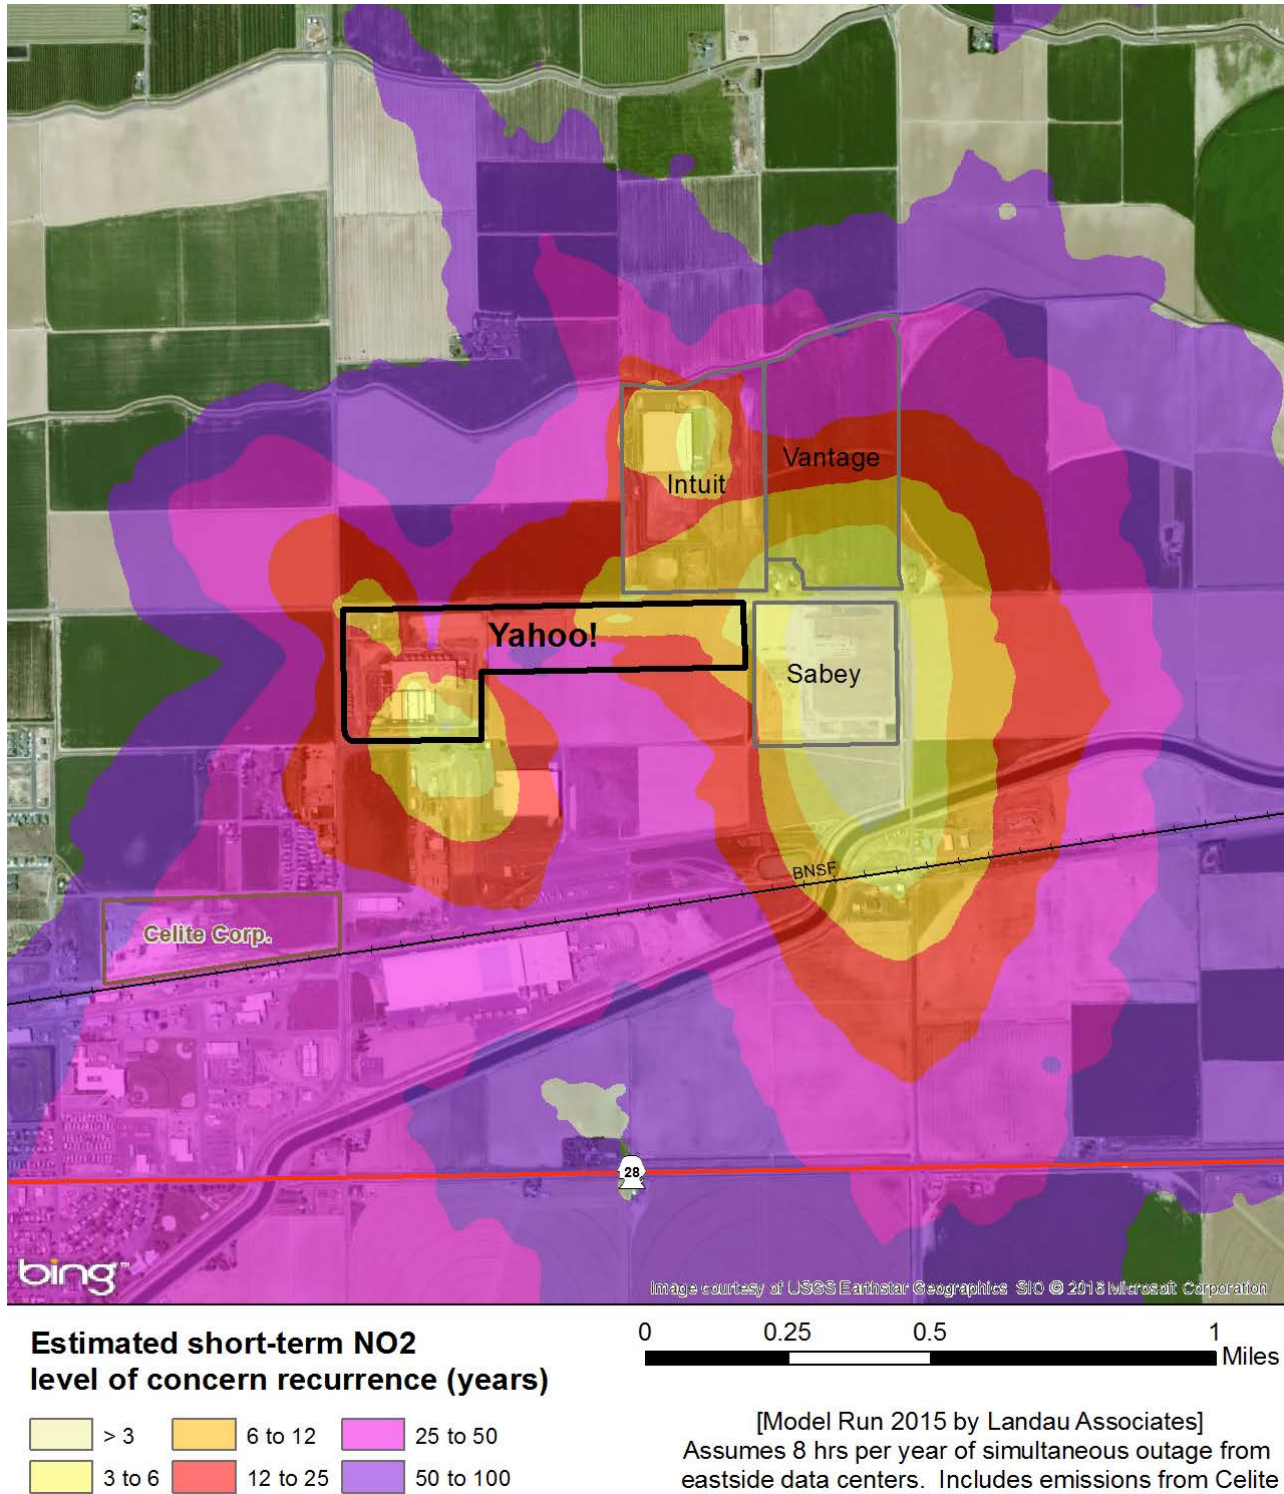 Vantage
Intuit
Yahoo!
Sabey
BNSF
Celite Corp.
28
bing™
Image courtesy of USGS Earthstar Geographics SIO © 2016 Microsoft Corporation
Estimated short-term NO2
level of concern recurrence (years)
0 0.25 0.5 1
Miles
> 3 6 to 12 25 to 50
3 to 6 12 to 25 50 to 100
[Model Run 2015 by Landau Associates]
Assumes 8 hrs per year of simultaneous outage from
eastside data centers. Includes emissions from Celite